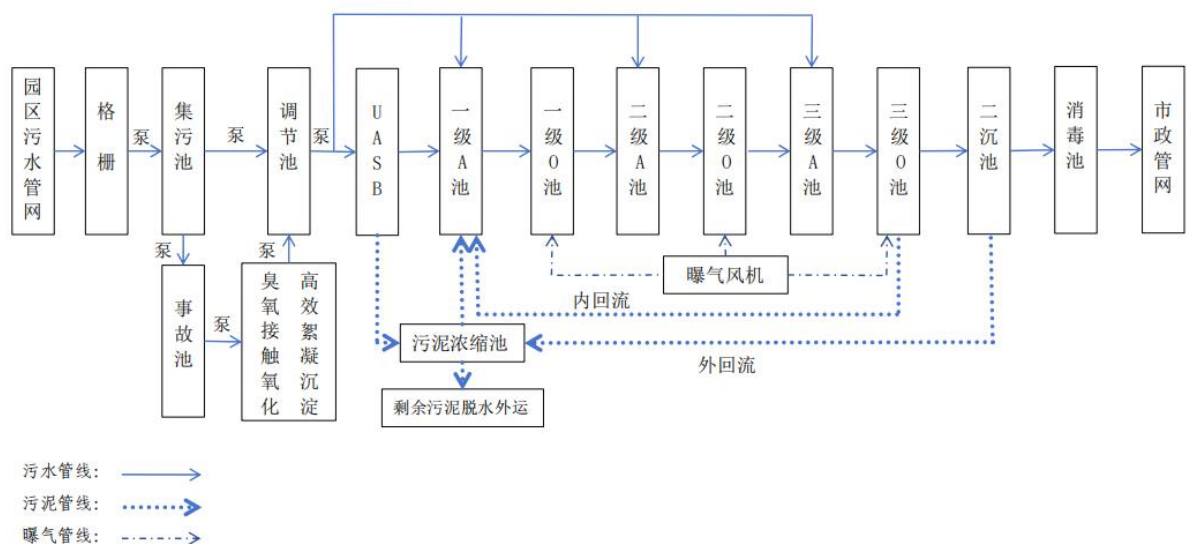 园区污水管网
格栅
泵
集污池
泵
调节池
泵
UASB
一级A池
一级O池
二级A池
二级O池
三级A池
三级O池
二沉池
消毒池
市政管网
泵
泵
事故池
泵
臭氧接触氧化
高效絮凝沉淀
曝气风机
内回流
污泥浓缩池
外回流
剩余污泥脱水外运
污水管线：
污泥管线：
曝气管线：